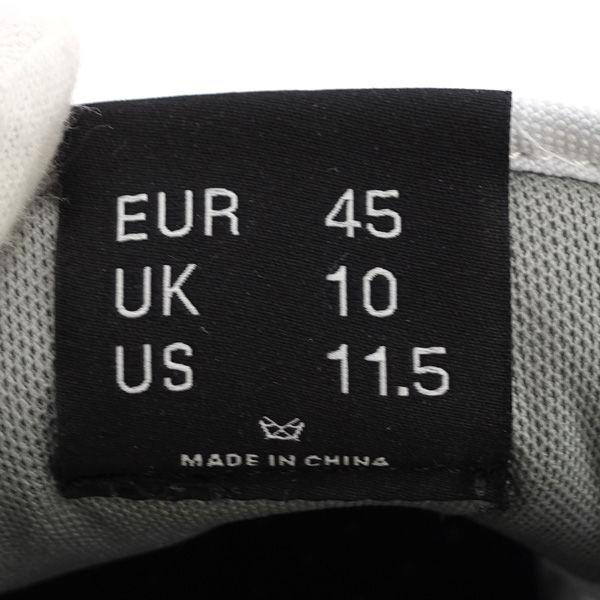 EUR 45
UK 10
US 11.5
MADE IN CHINA